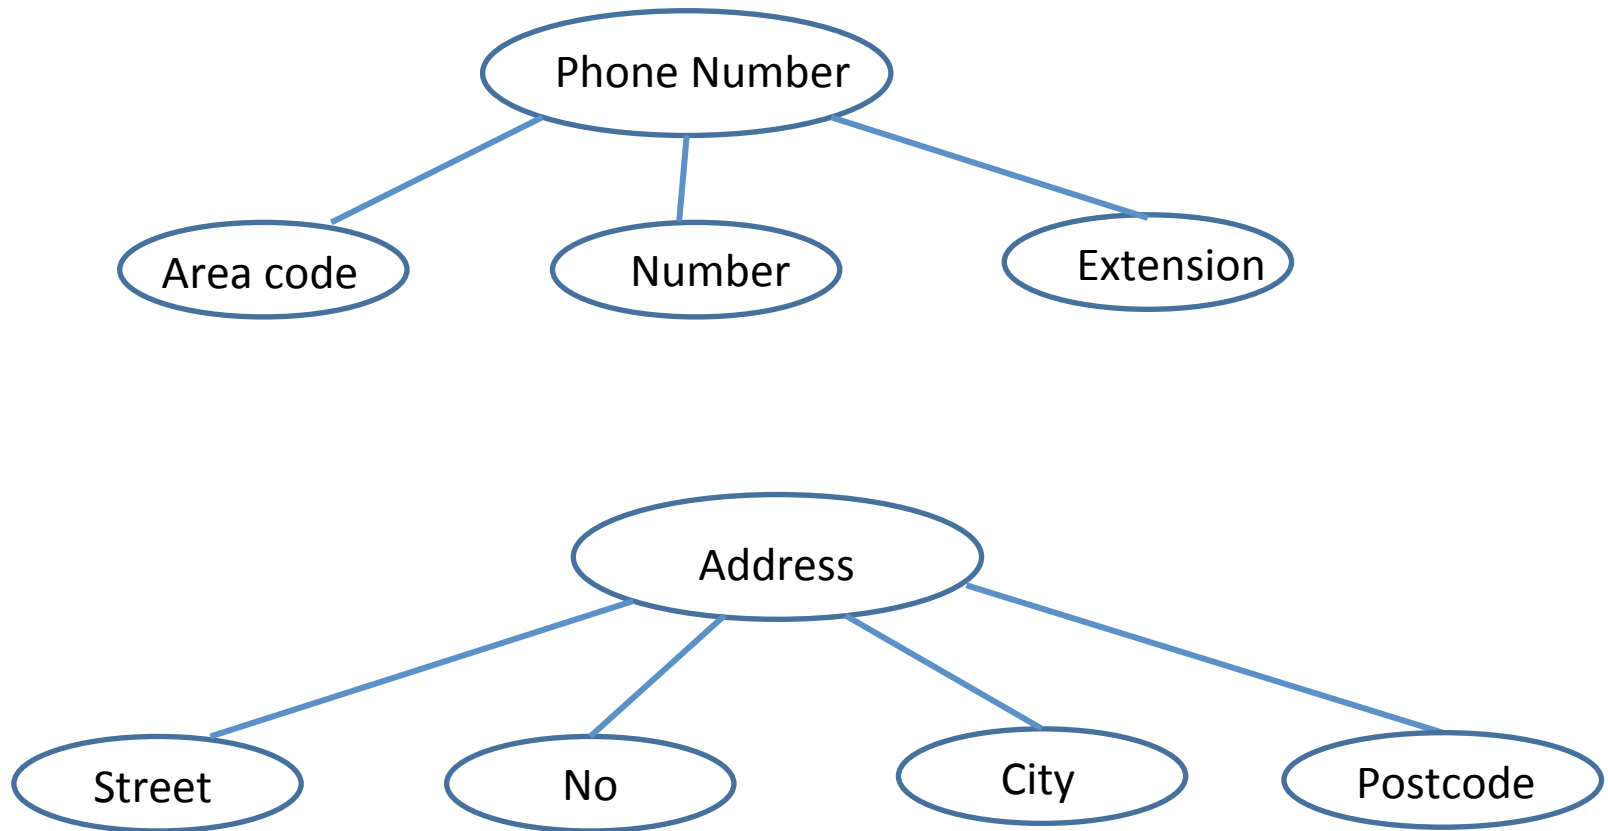 Phone Number
Area code
Number
Extension
Address
Street
No
City
Postcode